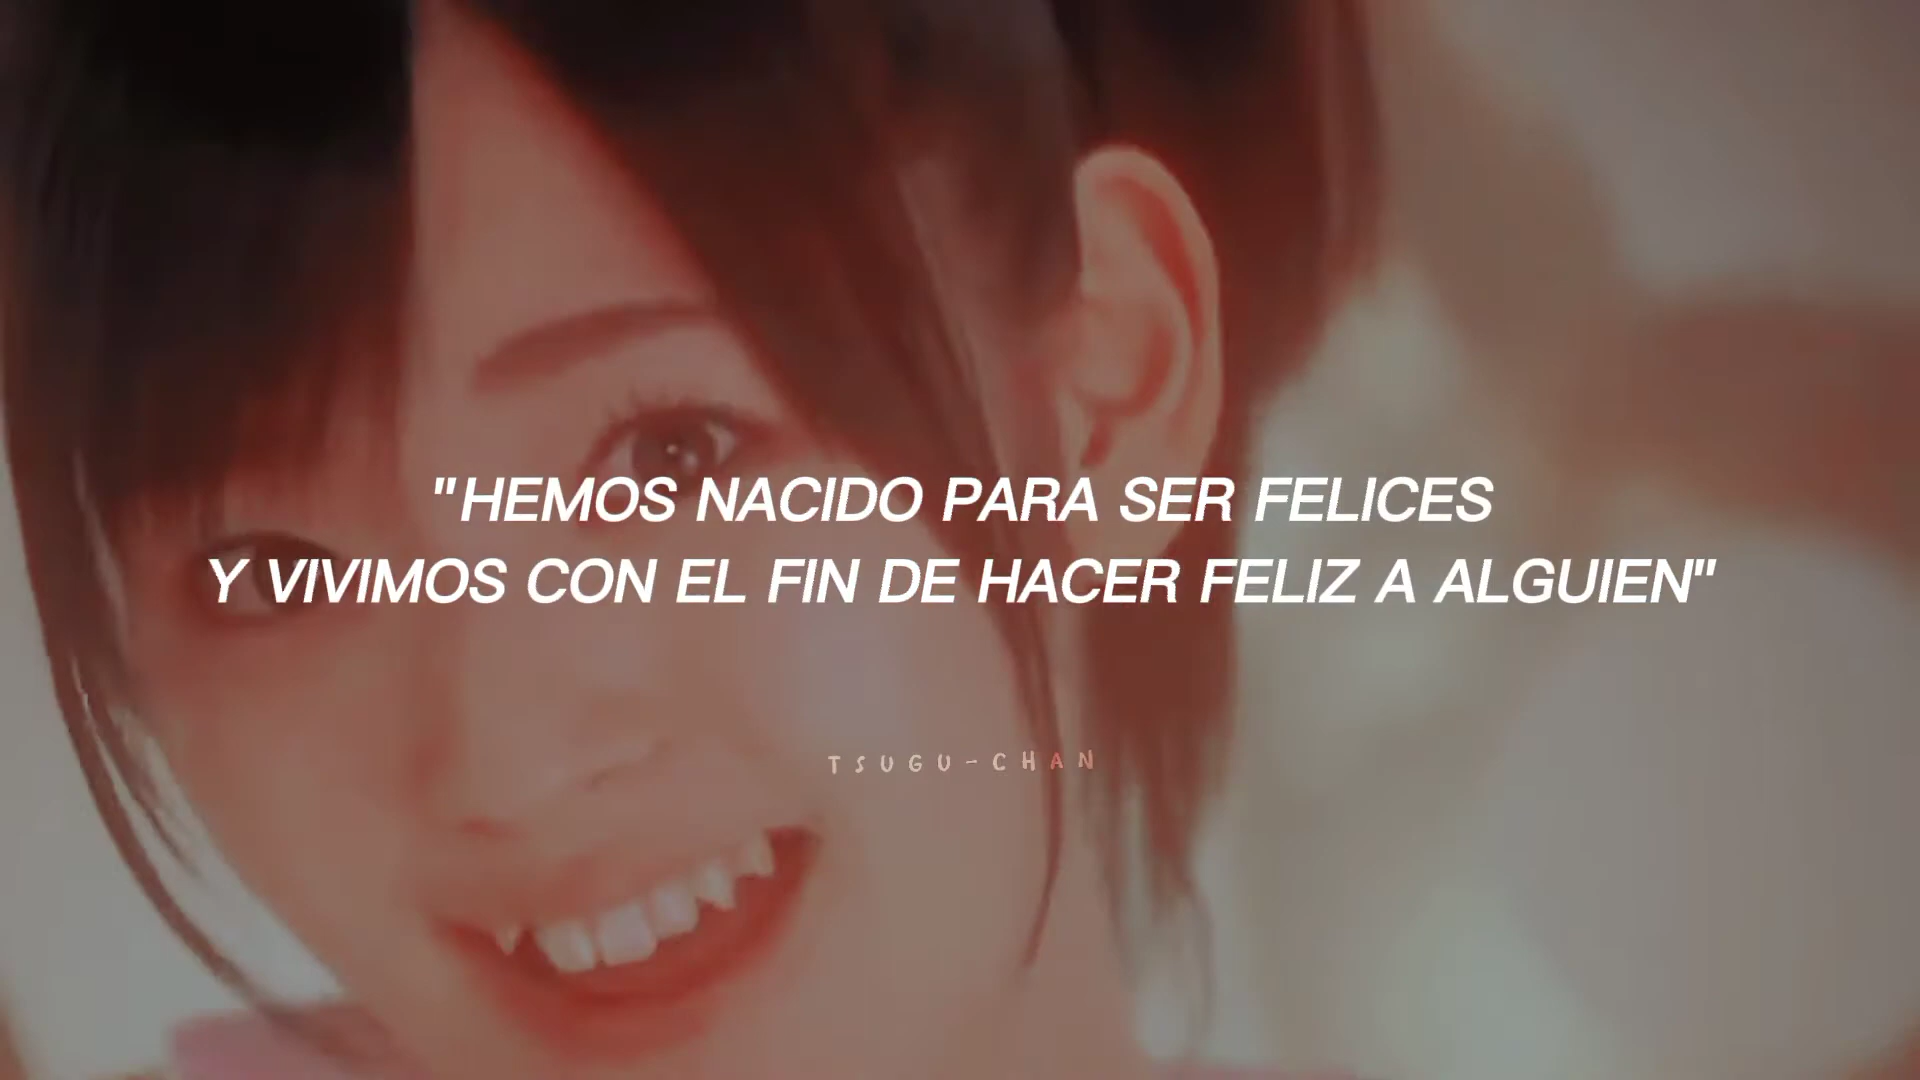 "HEMOS NACIDO PARA SER FELICES
Y VIVIMOS CON EL FIN DE HACER FELIZ A ALGUIEN"
TSUGU-CHAN